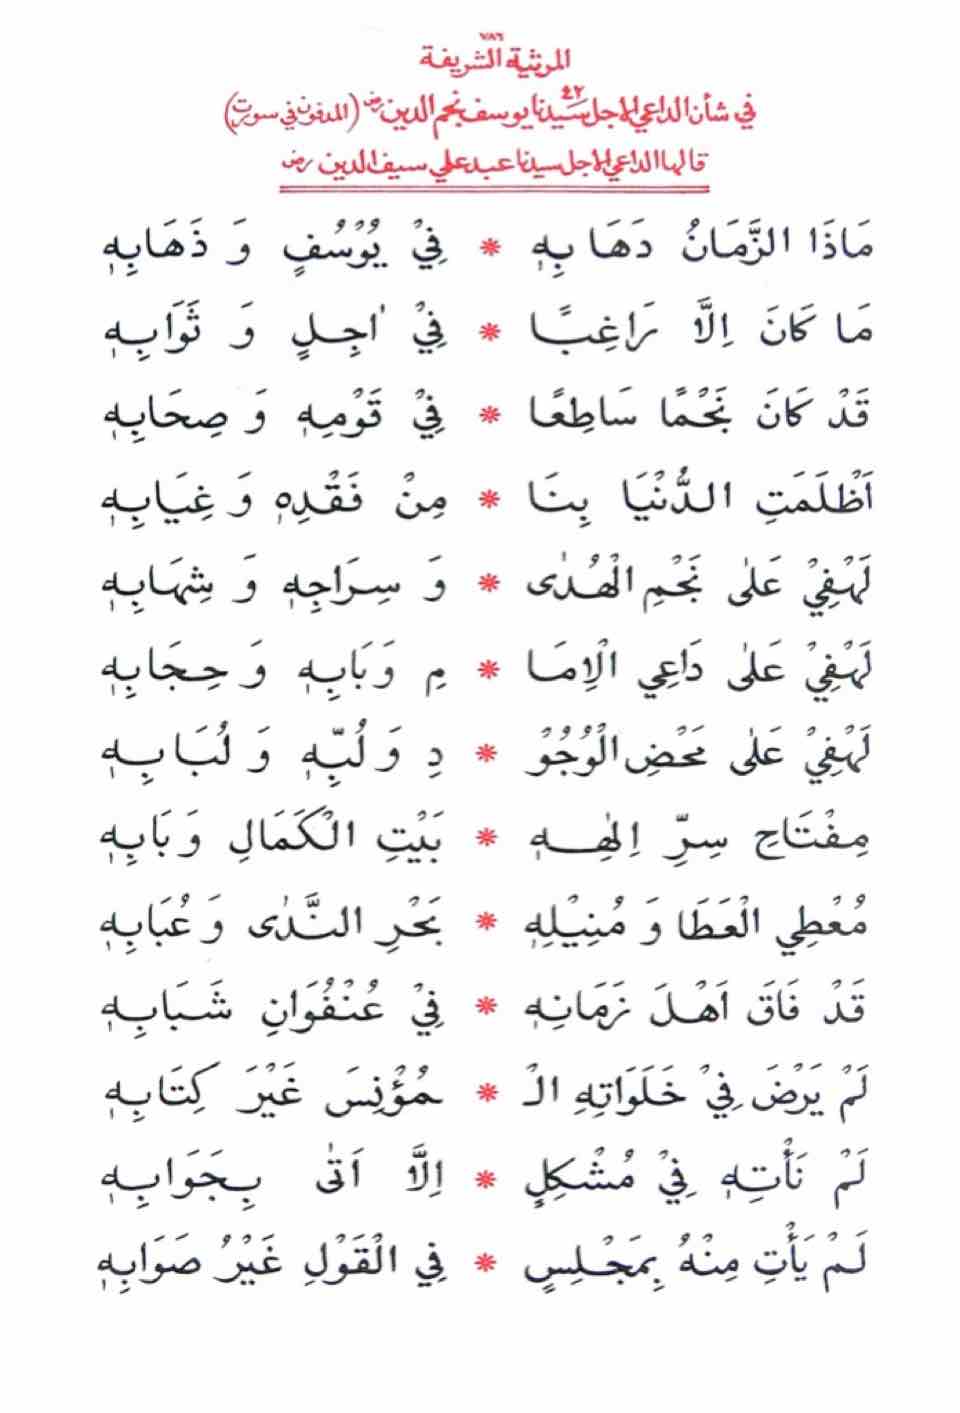 ٧٨٦
المرثية الشريفة
في شأن الداعي الاجل ٤٢ سيدنا يوسف نجم الدين رض (المدفون في سورت)
قالها الداعي الاجل سيدنا عبد علي سيف الدين رض
مَاذَا الزَّمَانُ دَهَا بِهٖ * فِيْ يُوْسُفٍ وَ ذَهَابِهٖ
مَا كَانَ اِلَّا رَاغِبًا * فِيْ اٰجِلٍ وَ ثَوَابِهٖ
قَدْ كَانَ نَجْمًا سَاطِعًا * فِيْ قَوْمِهٖ وَ صِحَابِهٖ
اَظْلَمَتِ الدُّنْيَا بِنَا * مِنْ فَقْدِهٖ وَ غِيَابِهٖ
لَهْفِيْ عَلٰى نَجْمِ الْهُدٰى * وَ سِرَاجِهٖ وَ شِهَابِهٖ
لَهْفِيْ عَلٰى دَاعِي الْاِمَا * مِ وَ بَابِهٖ وَ حِجَابِهٖ
لَهْفِيْ عَلٰى مَحْضِ الْوُجُوْ * دِ وَ لُبِّهٖ وَ لُبَابِهٖ
مِفْتَاحِ سِرِّ اِلٰهِهٖ * بَيْتِ الْكَمَالِ وَ بَابِهٖ
مُعْطِي الْعَطَا وَ مُنِيْلِهٖ * بَحْرِ النَّدٰى وَ عُبَابِهٖ
قَدْ فَاقَ اَهْلَ زَمَانِهٖ * فِيْ عُنْفُوَانِ شَبَابِهٖ
لَمْ يَرْضَ فِيْ خَلَوَاتِهِ الْـ * ـمُؤْنِسَ غَيْرَ كِتَابِهٖ
لَمْ نَأْتِهٖ فِيْ مُشْكِلٍ * اِلَّا اَتٰى بِجَوَابِهٖ
لَمْ يَأْتِ مِنْهُ بِمَجْلِسٍ * فِي الْقَوْلِ غَيْرُ صَوَابِهٖ